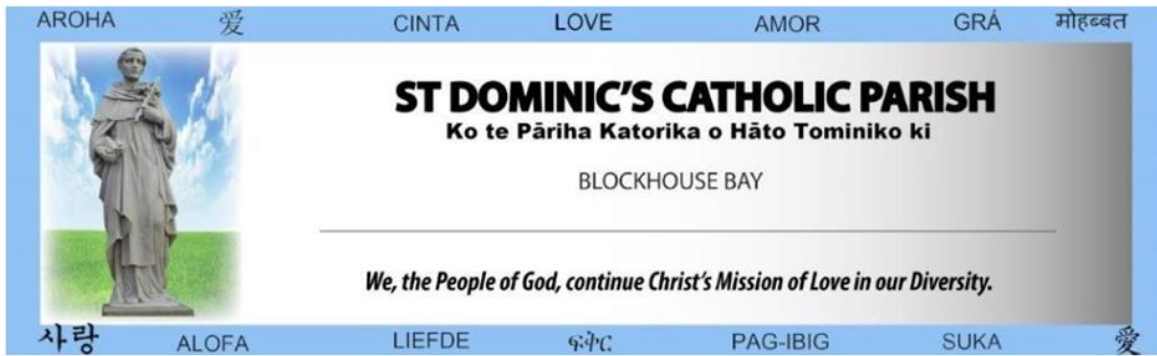 AROHA 爱 CINTA LOVE AMOR GRÁ मोहब्बत
ST DOMINIC'S CATHOLIC PARISH
Ko te Pāriha Katorika o Hāto Tominiko ki
BLOCKHOUSE BAY
We, the People of God, continue Christ's Mission of Love in our Diversity.
사랑 ALOFA LIEFDE ፍቅር PAG-IBIG SUKA 愛